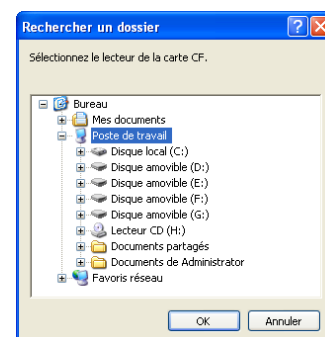 Rechercher un dossier
Sélectionnez le lecteur de la carte CF.
Bureau
Mes documents
Poste de travail
Disque local (C:)
Disque amovible (D:)
Disque amovible (E:)
Disque amovible (F:)
Disque amovible (G:)
Lecteur CD (H:)
Documents partagés
Documents de Administrator
Favoris réseau
OK
Annuler